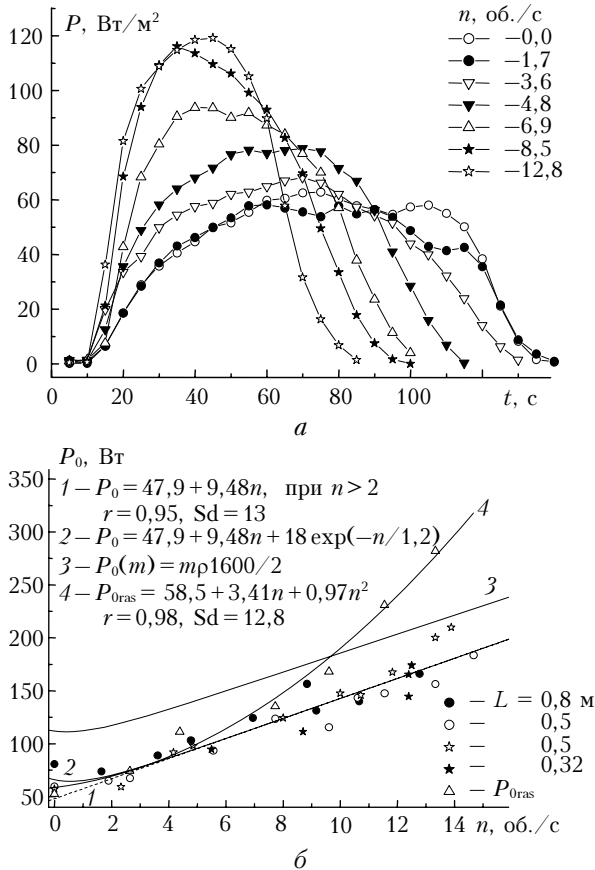 P, Вт/м²
n, об./с
120
100
80
60
40
20
0
–0,0
–1,7
–3,6
–4,8
–6,9
–8,5
–12,8
0 20 40 60 80 100 t, с
а
P₀, Вт
350
300
250
200
150
100
50
1 – P₀ = 47,9 + 9,48n, при n > 2
r = 0,95, Sd = 13
2 – P₀ = 47,9 + 9,48n + 18 exp(–n/1,2)
3 – P₀(m) = mρ1600/2
4 – P₀ras = 58,5 + 3,41n + 0,97n²
r = 0,98, Sd = 12,8
4
3
2
1
– L = 0,8 м
– 0,5
– 0,5
– 0,32
– P₀ras
0 2 4 6 8 10 12 14 n, об./с
б